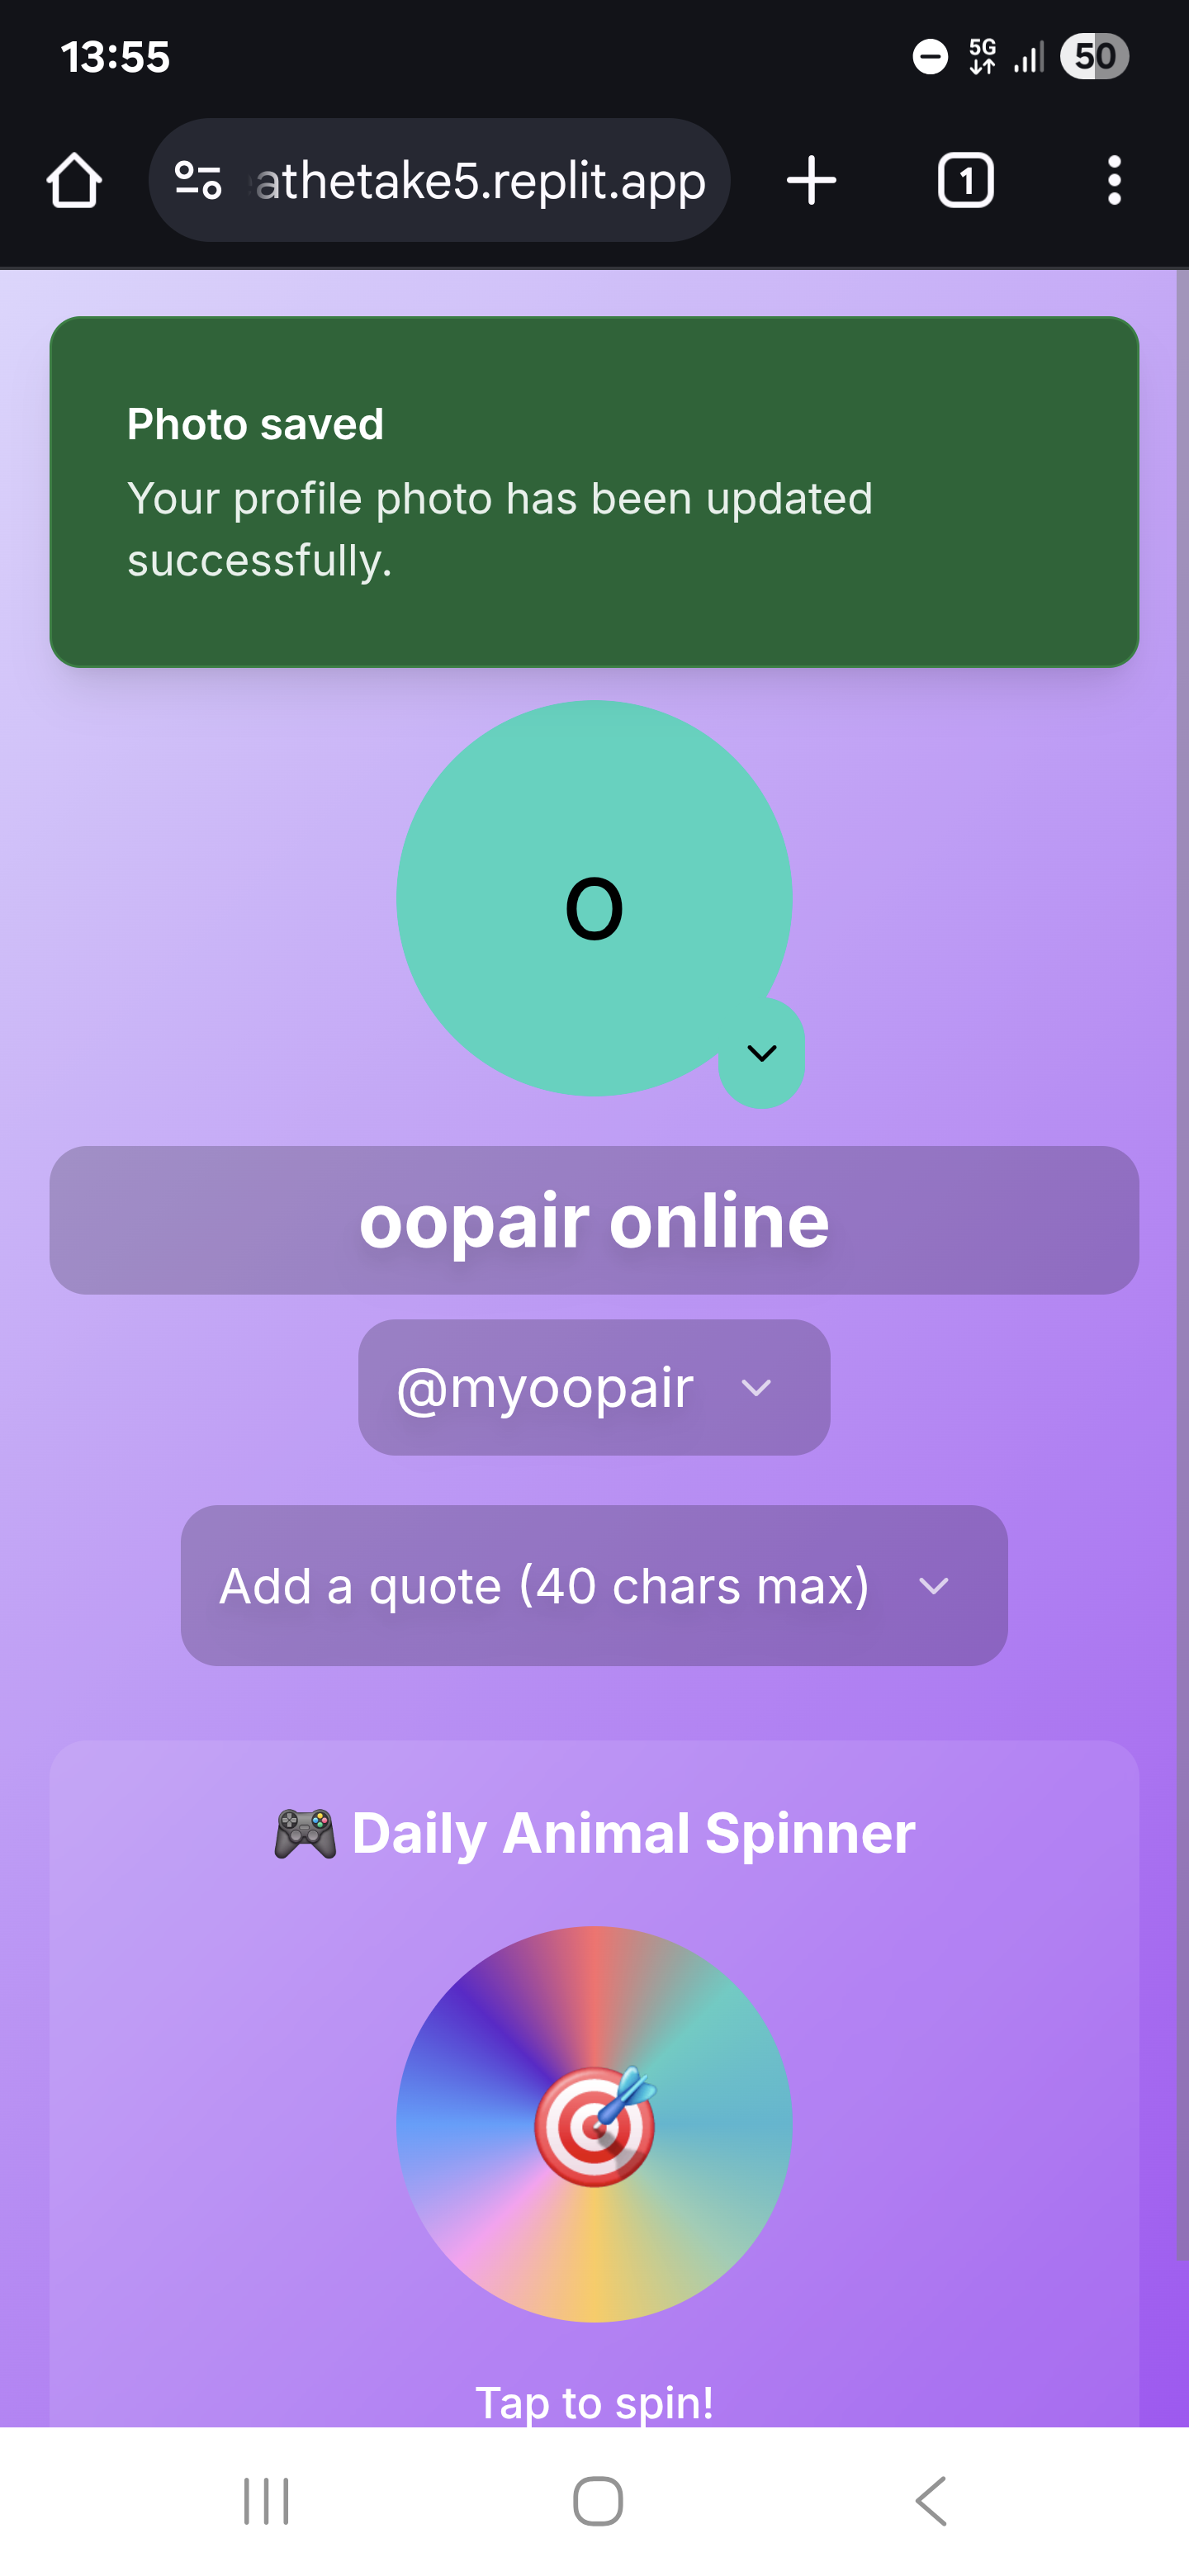 13:55
5G
50
athetake5.replit.app
1
Photo saved
Your profile photo has been updated
successfully.
O
oopair online
@myoopair
Add a quote (40 chars max)
Daily Animal Spinner
Tap to spin!